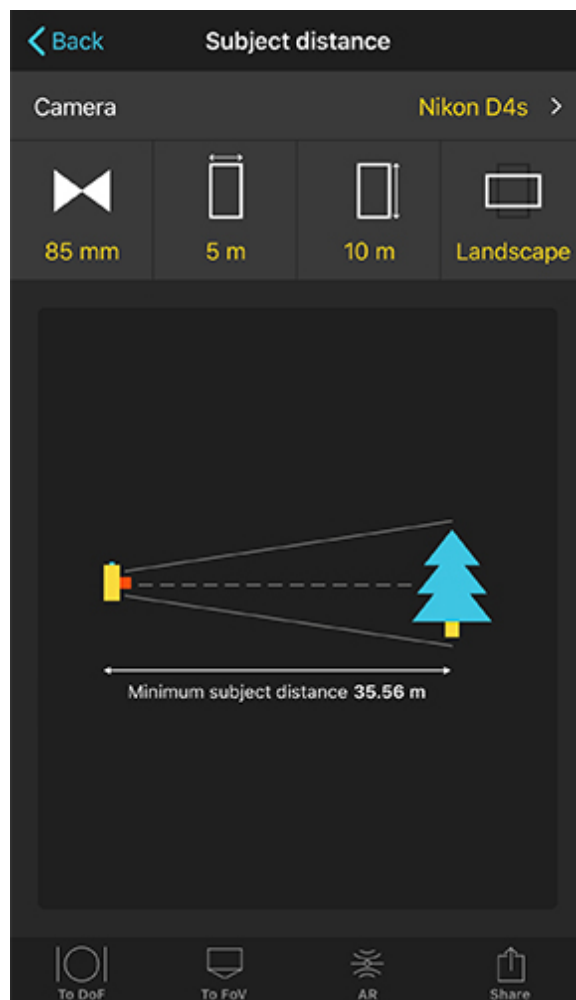 Back Subject distance
Camera Nikon D4s
85 mm 5 m 10 m Landscape
Minimum subject distance 35.56 m
To DoF To FoV AR Share